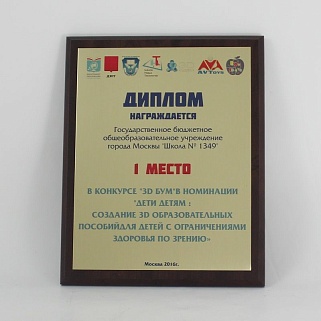 ДИПЛОМ
НАГРАЖДАЕТСЯ
Государственное бюджетное
общеобразовательное учреждение
города Москвы "Школа № 1349"
1 МЕСТО
В КОНКУРСЕ "3D БУМ"В НОМИНАЦИИ
"ДЕТИ ДЕТЯМ :
СОЗДАНИЕ 3D ОБРАЗОВАТЕЛЬНЫХ
ПОСОБИЙДЛЯ ДЕТЕЙ С ОГРАНИЧЕНИЯМИ
ЗДОРОВЬЯ ПО ЗРЕНИЮ»
Москва 2016г.